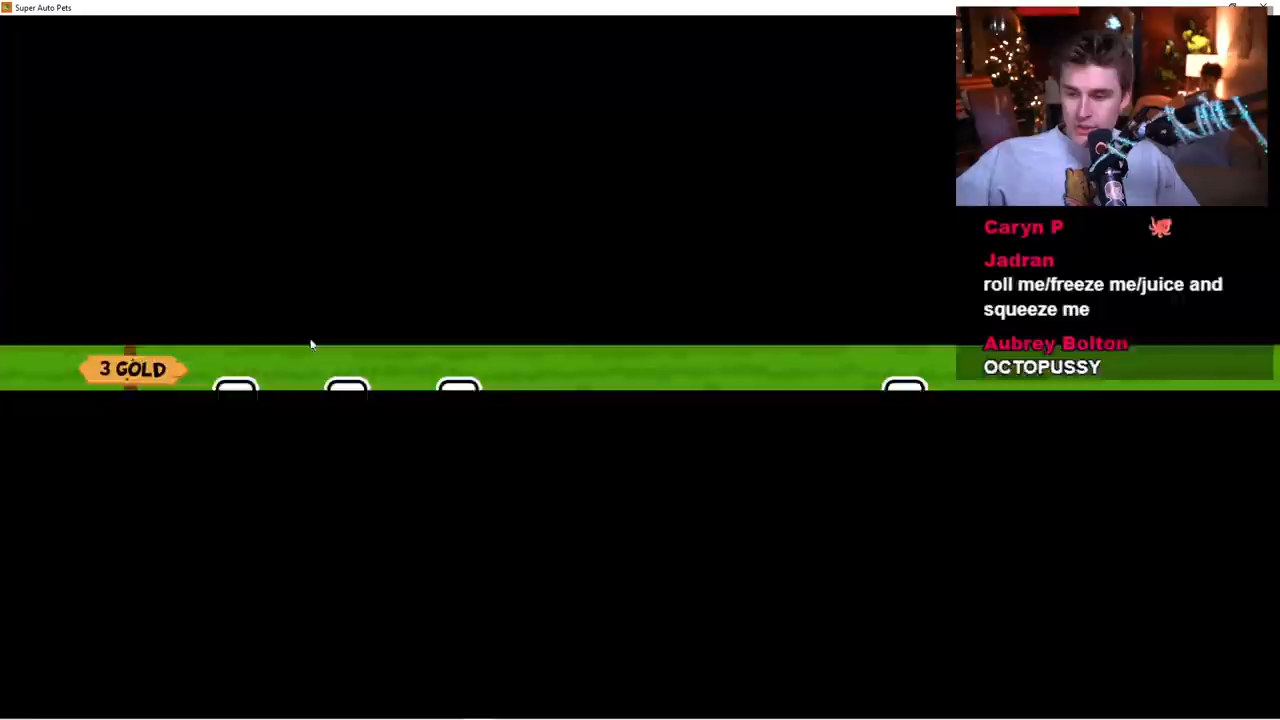 Super Auto Pets
Caryn P
Jadran
roll me/freeze me/juice and
squeeze me
Aubrey Bolton
OCTOPUSSY
3 GOLD